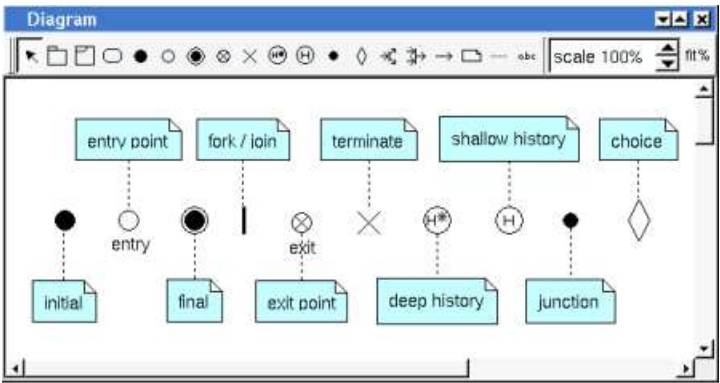 Diagram
H* H abc scale 100% fit%
entry point fork / join terminate shallow history choice
H* H
entry exit
initial final exit point deep history junction